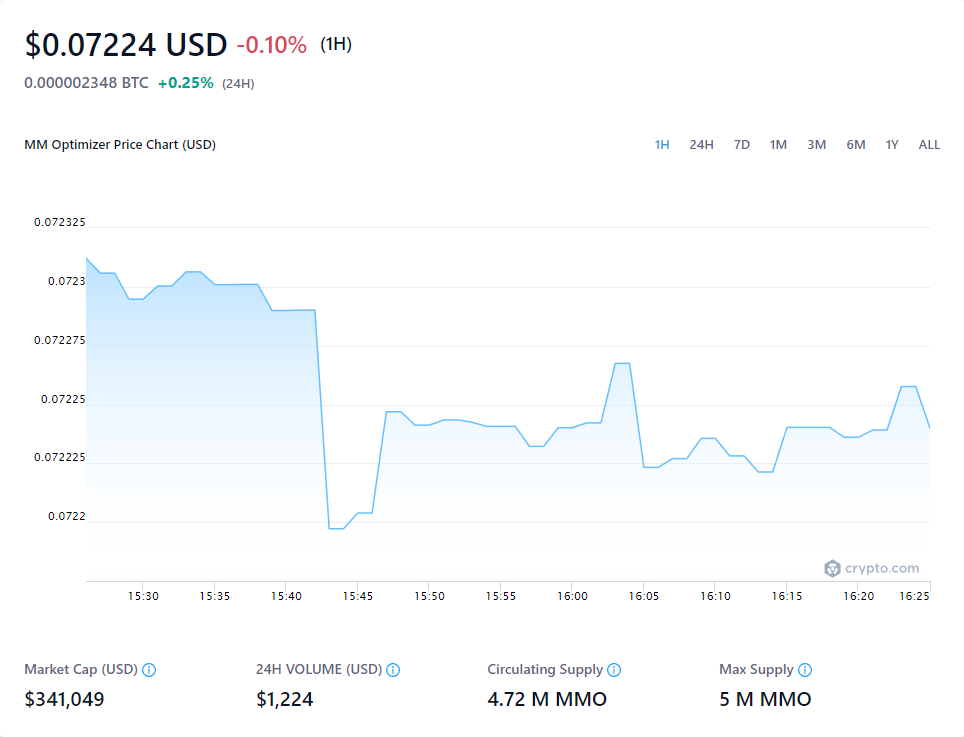 $0.07224 USD -0.10% (1H)
0.000002348 BTC +0.25% (24H)
MM Optimizer Price Chart (USD) 1H 24H 7D 1M 3M 6M 1Y ALL
0.072325
0.0723
0.072275
0.07225
0.072225
0.0722
crypto.com
15:30 15:35 15:40 15:45 15:50 15:55 16:00 16:05 16:10 16:15 16:20 16:25
Market Cap (USD) 24H VOLUME (USD) Circulating Supply Max Supply
$341,049 $1,224 4.72 M MMO 5 M MMO